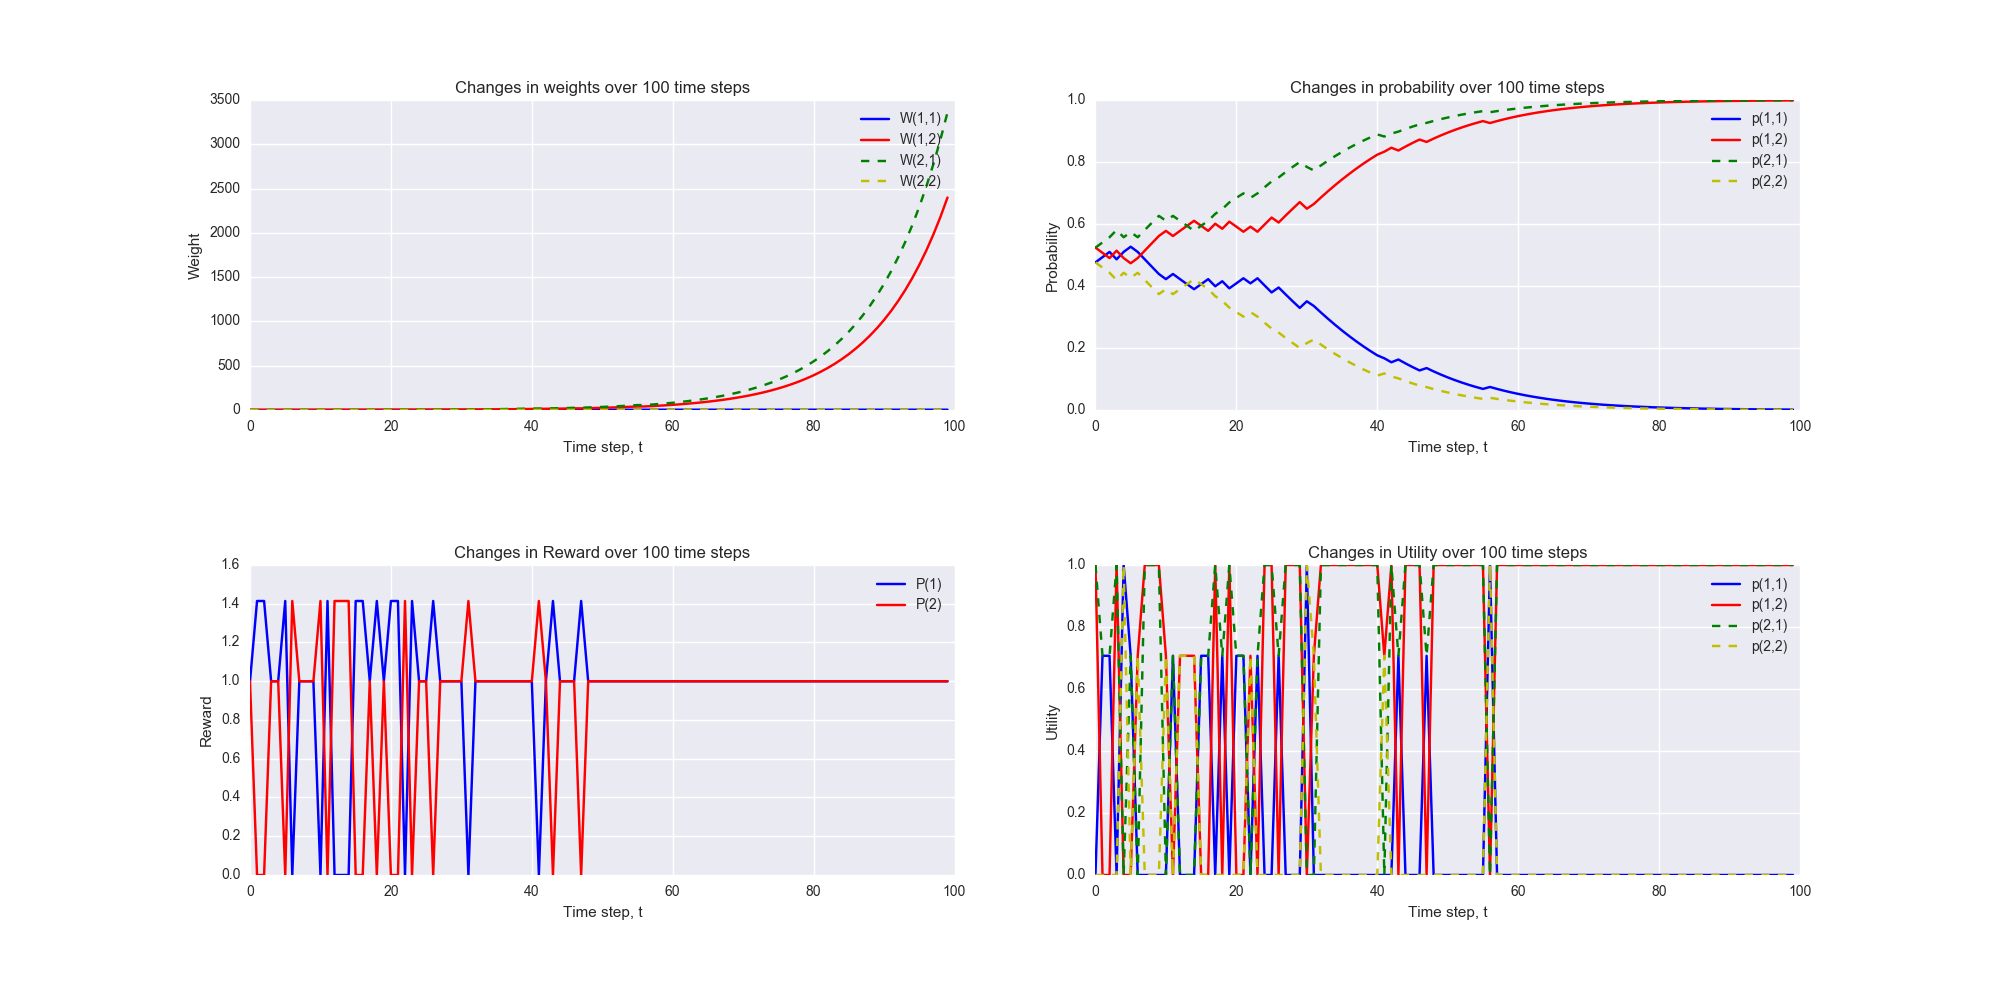 Changes in weights over 100 time steps
3500
3000
2500
2000
1500
1000
500
0
Weight
W(1,1)
W(1,2)
W(2,1)
W(2,2)
0 20 40 60 80 100
Time step, t
Changes in probability over 100 time steps
1.0
0.8
0.6
0.4
0.2
0.0
Probability
p(1,1)
p(1,2)
p(2,1)
p(2,2)
0 20 40 60 80 100
Time step, t
Changes in Reward over 100 time steps
1.6
1.4
1.2
1.0
0.8
0.6
0.4
0.2
0.0
Reward
P(1)
P(2)
0 20 40 60 80 100
Time step, t
Changes in Utility over 100 time steps
1.0
0.8
0.6
0.4
0.2
0.0
Utility
p(1,1)
p(1,2)
p(2,1)
p(2,2)
0 20 40 60 80 100
Time step, t